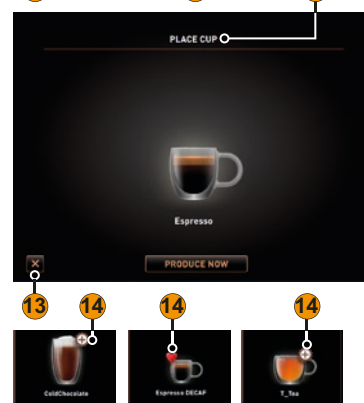 PLACE CUP
Espresso
PRODUCE NOW
13 14 14 14
ColdChocolate Espresso DECAF T_Tea